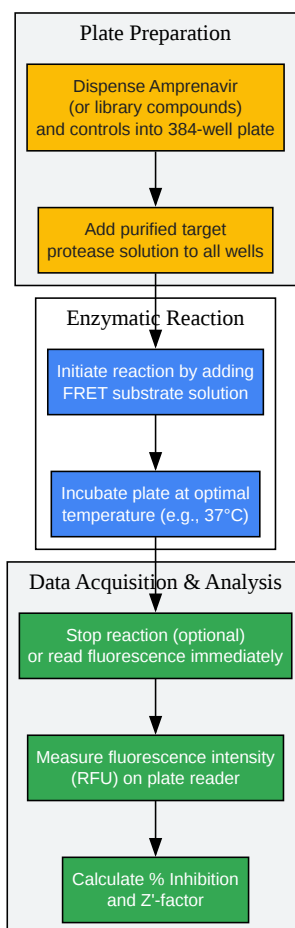 Plate Preparation
Dispense Amprenavir
(or library compounds)
and controls into 384-well plate
Add purified target
protease solution to all wells
Enzymatic Reaction
Initiate reaction by adding
FRET substrate solution
Incubate plate at optimal
temperature (e.g., 37°C)
Data Acquisition & Analysis
Stop reaction (optional)
or read fluorescence immediately
Measure fluorescence intensity
(RFU) on plate reader
Calculate % Inhibition
and Z'-factor